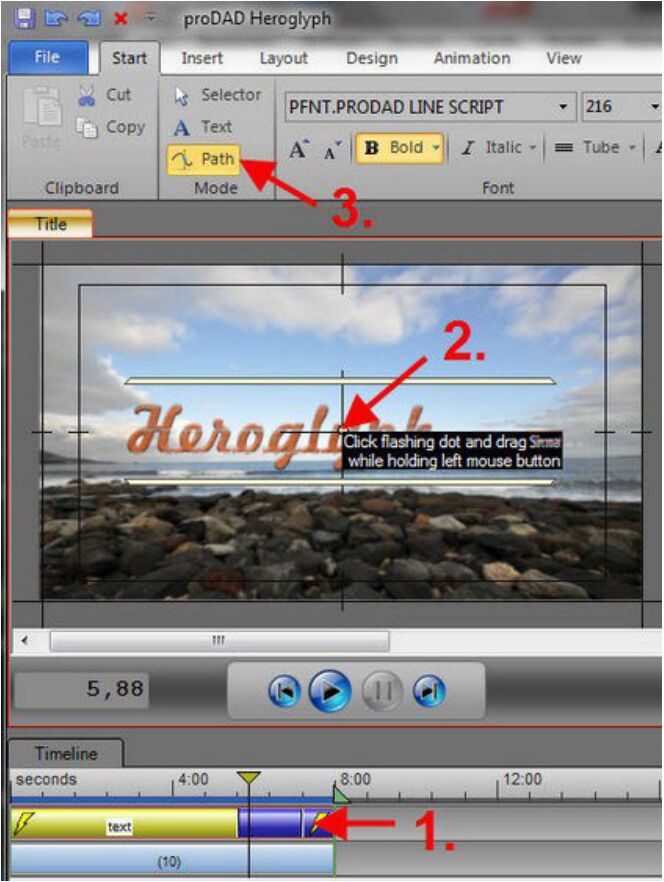 proDAD Heroglyph
File Start Insert Layout Design Animation View
Cut Selector PFNT.PRODAD LINE SCRIPT 216
Paste Copy A Text
A A B Bold I Italic Tube
Path
Clipboard Mode Font
3.
Title
2.
Heroglyph
Click flashing dot and drag
while holding left mouse button
5,88
Timeline
seconds 4:00 8:00 12:00
text
1.
(10)